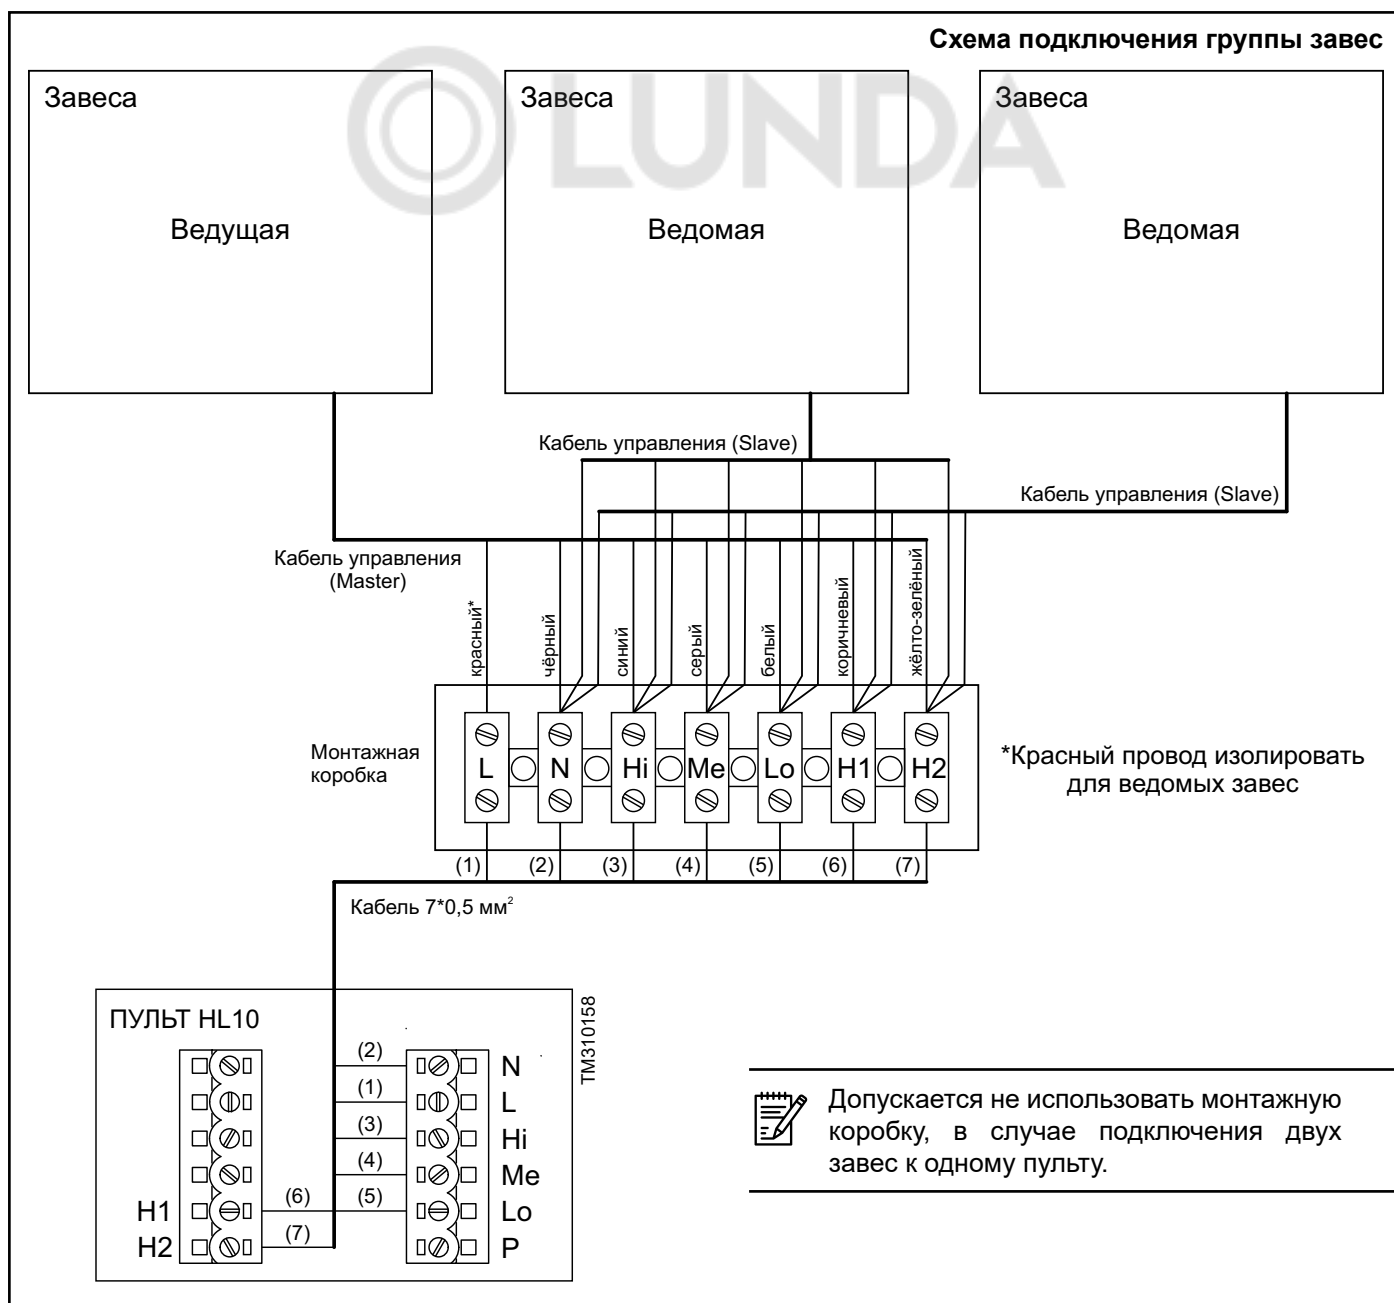 Схема подключения группы завес
LUNDA
Завеса
Завеса
Завеса
Ведущая
Ведомая
Ведомая
Кабель управления (Slave)
Кабель управления (Slave)
Кабель управления
(Master)
красный*
чёрный
синий
серый
белый
коричневый
жёлто-зелёный
Монтажная
коробка
L N Hi Me Lo H1 H2
*Красный провод изолировать
для ведомых завес
(1) (2) (3) (4) (5) (6) (7)
Кабель 7*0,5 мм²
ПУЛЬТ HL10
TM310158
(2) N
(1) L
(3) Hi
(4) Me
H1 (6) (5) Lo
H2 (7) P
Допускается не использовать монтажную
коробку, в случае подключения двух
завес к одному пульту.